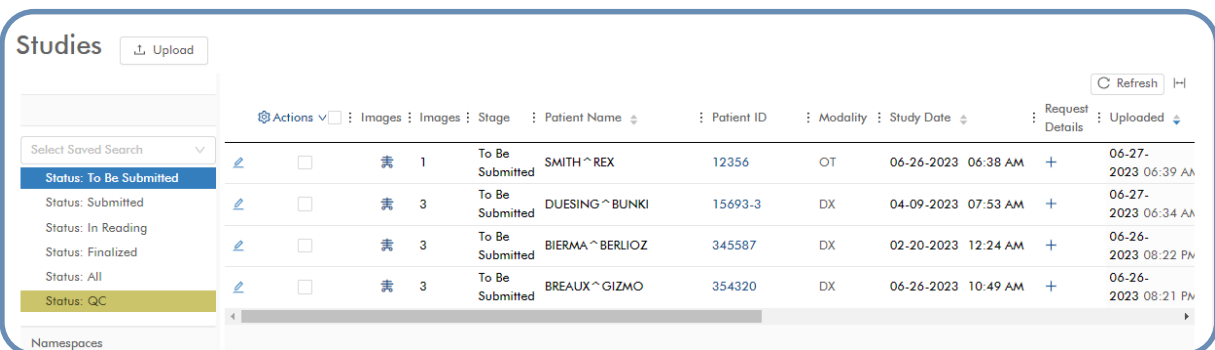 Studies
Upload
Refresh
Actions Images Images Stage Patient Name Patient ID Modality Study Date Request Details Uploaded
Select Saved Search
Status: To Be Submitted
Status: Submitted
Status: In Reading
Status: Finalized
Status: All
Status: QC
Namespaces
1 To Be Submitted SMITH^REX 12356 OT 06-26-2023 06:38 AM + 06-27-2023 06:39 AM
3 To Be Submitted DUESING^BUNKI 15693-3 DX 04-09-2023 07:53 AM + 06-27-2023 06:34 AM
3 To Be Submitted BIERMA^BERLIOZ 345587 DX 02-20-2023 12:24 AM + 06-26-2023 08:22 PM
3 To Be Submitted BREAUX^GIZMO 354320 DX 06-26-2023 10:49 AM + 06-26-2023 08:21 PM